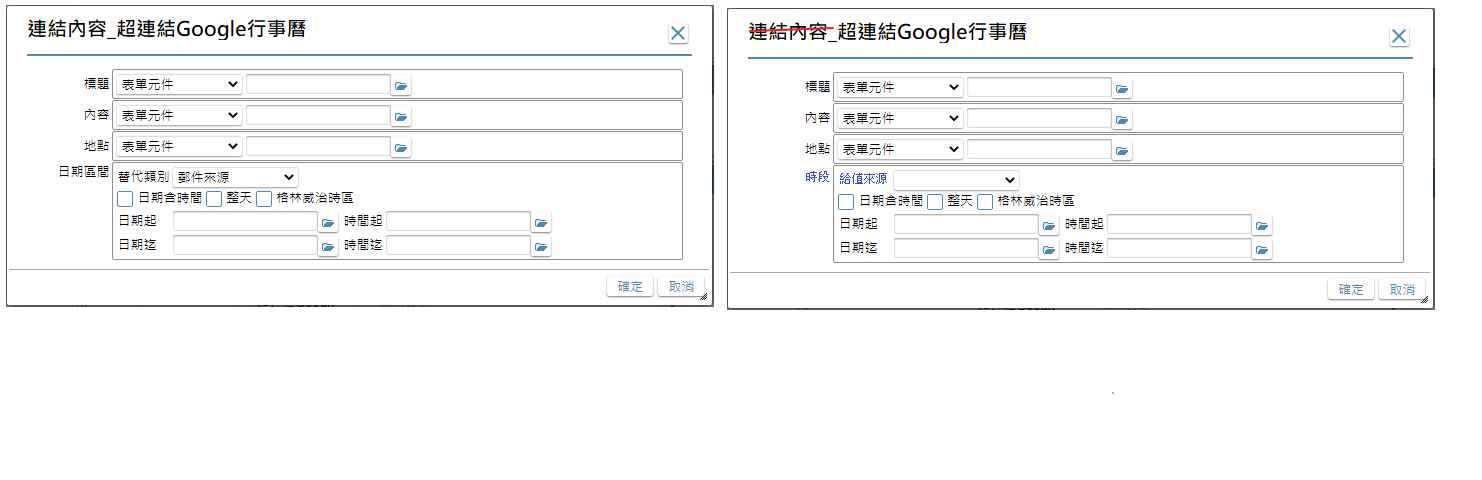 連結內容_超連結Google行事曆
標題 表單元件
內容 表單元件
地點 表單元件
日期區間 替代類別 郵件來源
日期含時間 整天 格林威治時區
日期起 時間起
日期迄 時間迄
確定 取消
連結內容_超連結Google行事曆
標題 表單元件
內容 表單元件
地點 表單元件
時段 給值來源
日期含時間 整天 格林威治時區
日期起 時間起
日期迄 時間迄
確定 取消